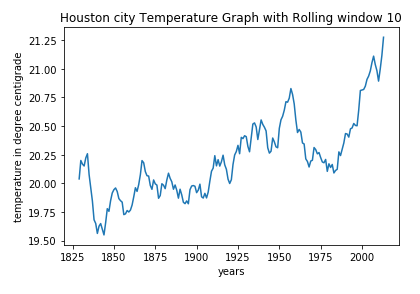 Houston city Temperature Graph with Rolling window 10
temperature in degree centigrade
21.25
21.00
20.75
20.50
20.25
20.00
19.75
19.50
1825 1850 1875 1900 1925 1950 1975 2000
years